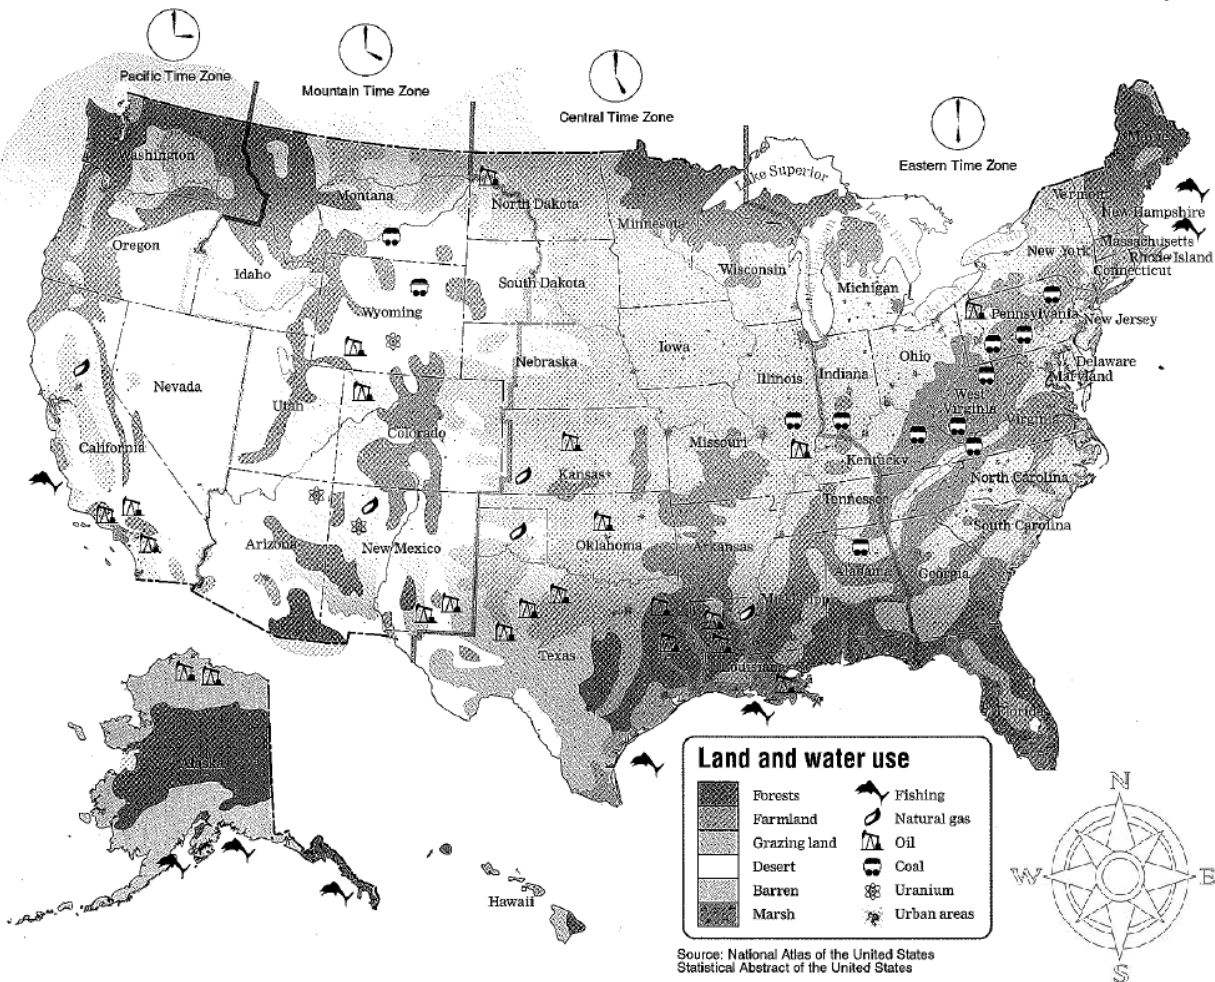 Pacific Time Zone
Mountain Time Zone
Central Time Zone
Eastern Time Zone
Washington
Montana
North Dakota
Minnesota
Lake Superior
Maine
Vermont
New Hampshire
Massachusetts
Rhode Island
Connecticut
New York
Oregon
Idaho
South Dakota
Wisconsin
Michigan
Wyoming
Pennsylvania
New Jersey
Nebraska
Iowa
Ohio
Delaware
Maryland
Nevada
Utah
Illinois
Indiana
West
Virginia
Virginia
California
Colorado
Kansas
Missouri
Kentucky
North Carolina
Tennessee
South Carolina
Arizona
New Mexico
Oklahoma
Arkansas
Alabama
Georgia
Mississippi
Texas
Louisiana
Florida
Alaska
Hawaii
Land and water use
Forests
Farmland
Grazing land
Desert
Barren
Marsh
Fishing
Natural gas
Oil
Coal
Uranium
Urban areas
N
W
E
S
Source: National Atlas of the United States
Statistical Abstract of the United States